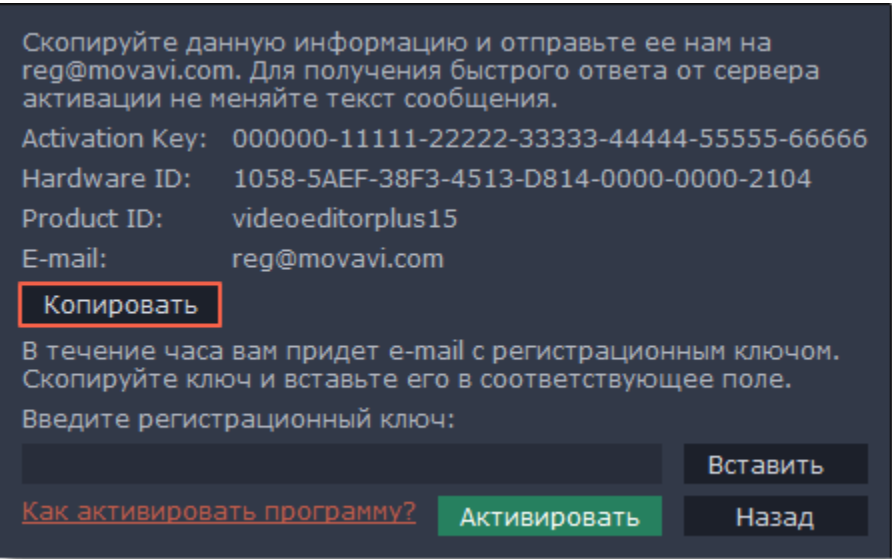 Скопируйте данную информацию и отправьте ее нам на
reg@movavi.com. Для получения быстрого ответа от сервера
активации не меняйте текст сообщения.
Activation Key: 000000-11111-22222-33333-44444-55555-66666
Hardware ID: 1058-5AEF-38F3-4513-D814-0000-0000-2104
Product ID: videoeditorplus15
E-mail: reg@movavi.com
Копировать
В течение часа вам придет e-mail с регистрационным ключом.
Скопируйте ключ и вставьте его в соответствующее поле.
Введите регистрационный ключ:
Вставить
Как активировать программу? Активировать Назад